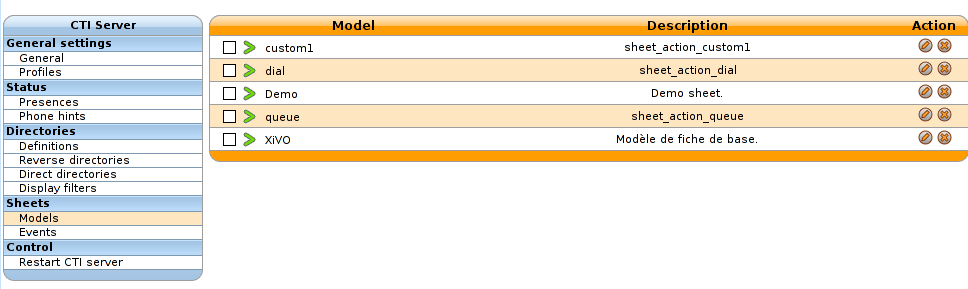 CTI Server
General settings
General
Profiles
Status
Presences
Phone hints
Directories
Definitions
Reverse directories
Direct directories
Display filters
Sheets
Models
Events
Control
Restart CTI server
Model Description Action
custom1 sheet_action_custom1
dial sheet_action_dial
Demo Demo sheet.
queue sheet_action_queue
XiVO Modèle de fiche de base.